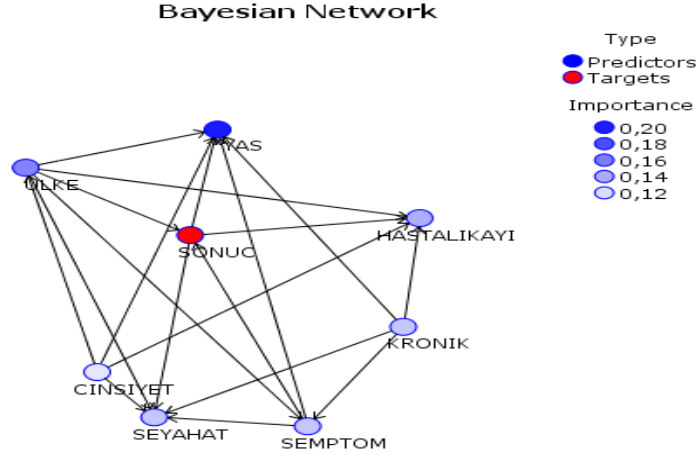 Bayesian Network
Type
Predictors
Targets
Importance
0,20
0,18
0,16
0,14
0,12
YAS
ULKE
HASTALIKAYI
SONUC
KRONIK
CINSIYET
SEYAHAT
SEMPTOM